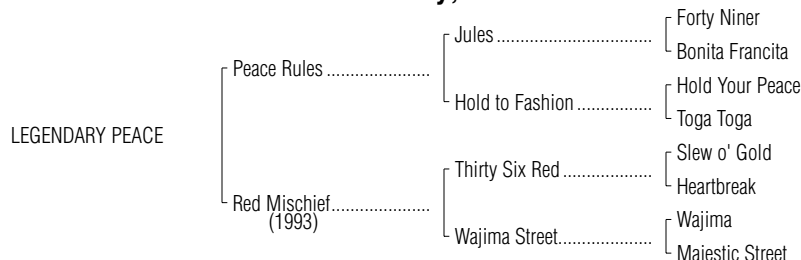 Forty Niner
Jules ................................
Bonita Francita
Peace Rules ......................
Hold Your Peace
Hold to Fashion ................
Toga Toga
LEGENDARY PEACE
Slew o' Gold
Thirty Six Red ...................
Heartbreak
Red Mischief.....................
(1993)
Wajima
Wajima Street....................
Majestic Street